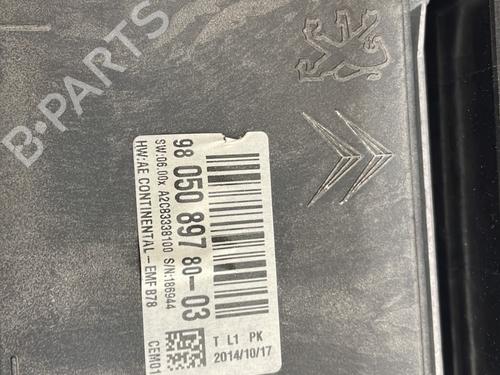 B-PARTS
98 050 897 80-03
SW:06.00x A2C83338100 S/N:186944
HW:AE CONTINENTAL-EMF B78
CEM01
T L1 PK
2014/10/17